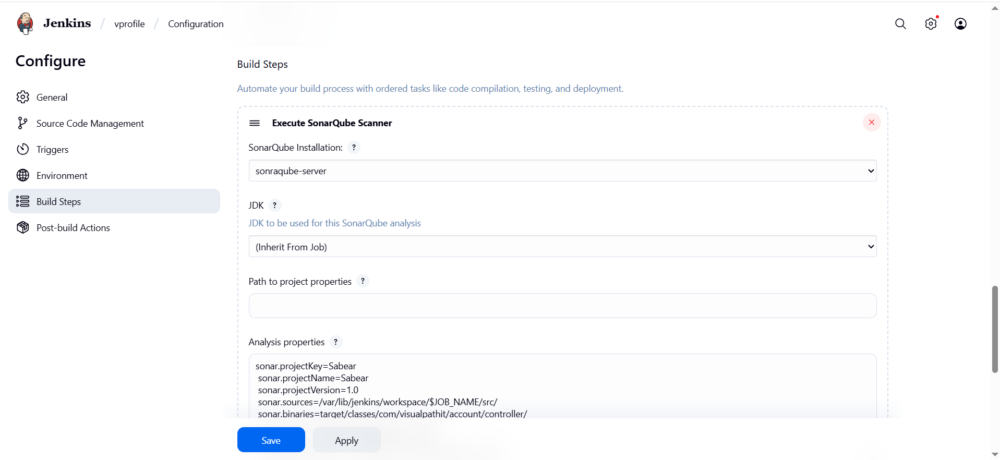 Jenkins / vprofile / Configuration
Configure
General
Source Code Management
Triggers
Environment
Build Steps
Post-build Actions
Build Steps
Automate your build process with ordered tasks like code compilation, testing, and deployment.
Execute SonarQube Scanner
SonarQube Installation: ?
sonraqube-server
JDK ?
JDK to be used for this SonarQube analysis
(Inherit From Job)
Path to project properties ?
Analysis properties ?
sonar.projectKey=Sabear
sonar.projectName=Sabear
sonar.projectVersion=1.0
sonar.sources=/var/lib/jenkins/workspace/$JOB_NAME/src/
sonar.binaries=target/classes/com/visualpathit/account/controller/
Save
Apply